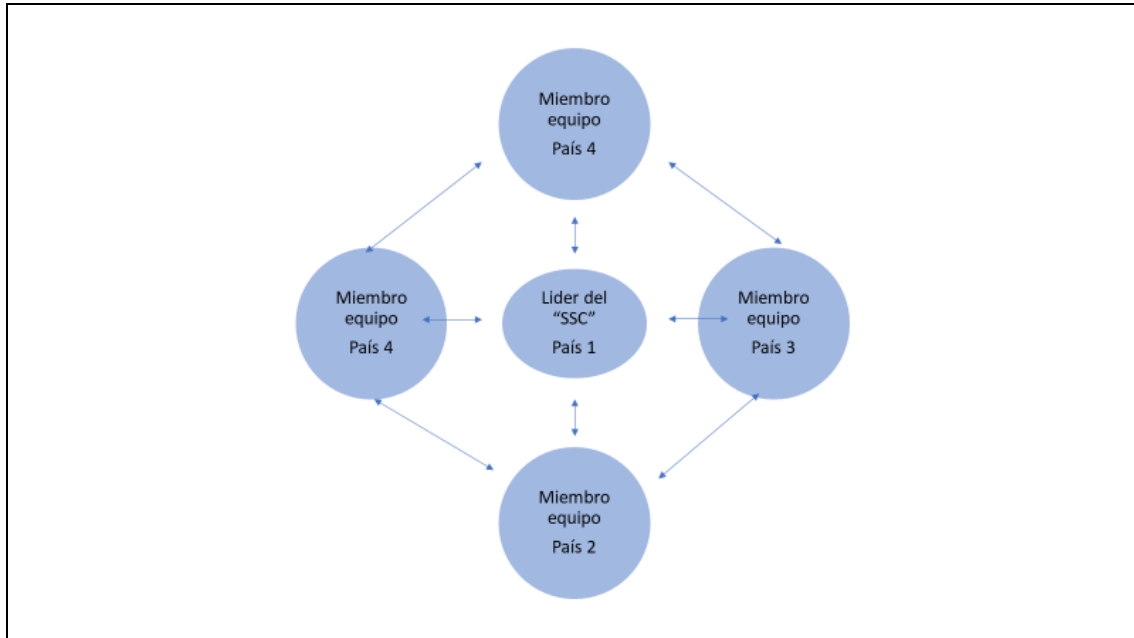 Miembro
equipo
País 4
Miembro
equipo
País 4
Lider del
“SSC”
País 1
Miembro
equipo
País 3
Miembro
equipo
País 2